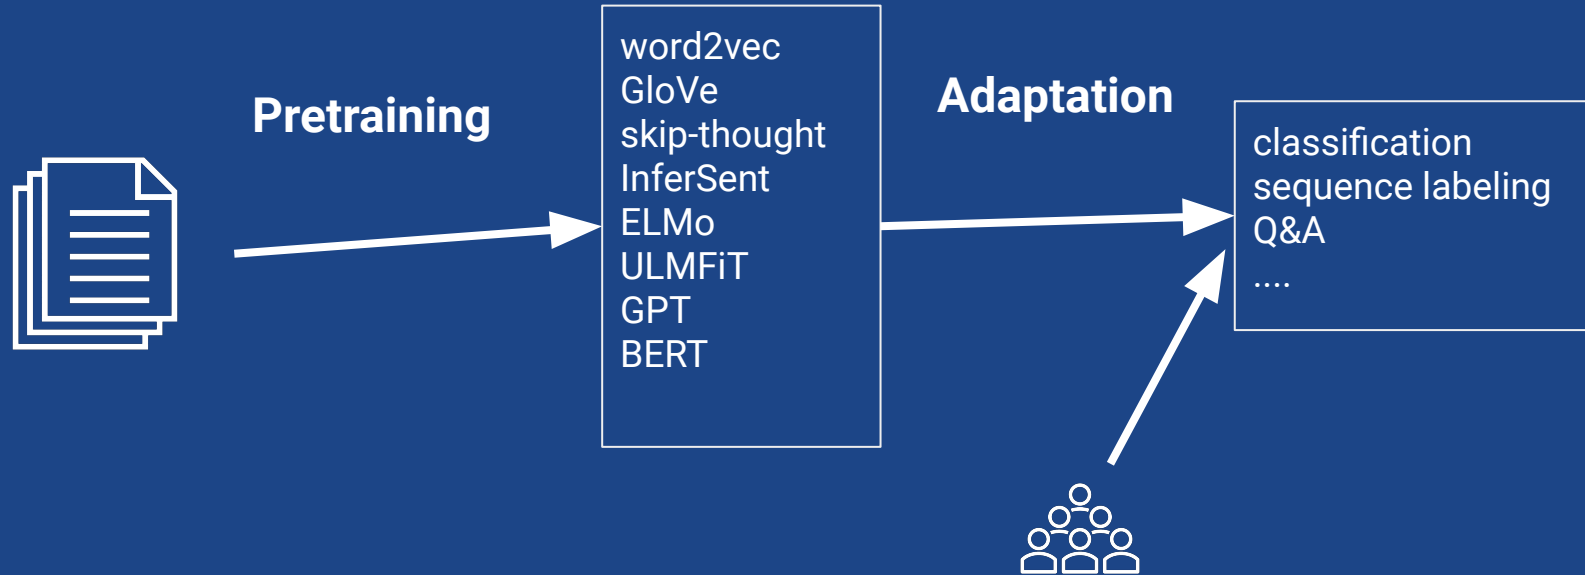 Pretraining
word2vec
GloVe
skip-thought
InferSent
ELMo
ULMFiT
GPT
BERT
Adaptation
classification
sequence labeling
Q&A
....